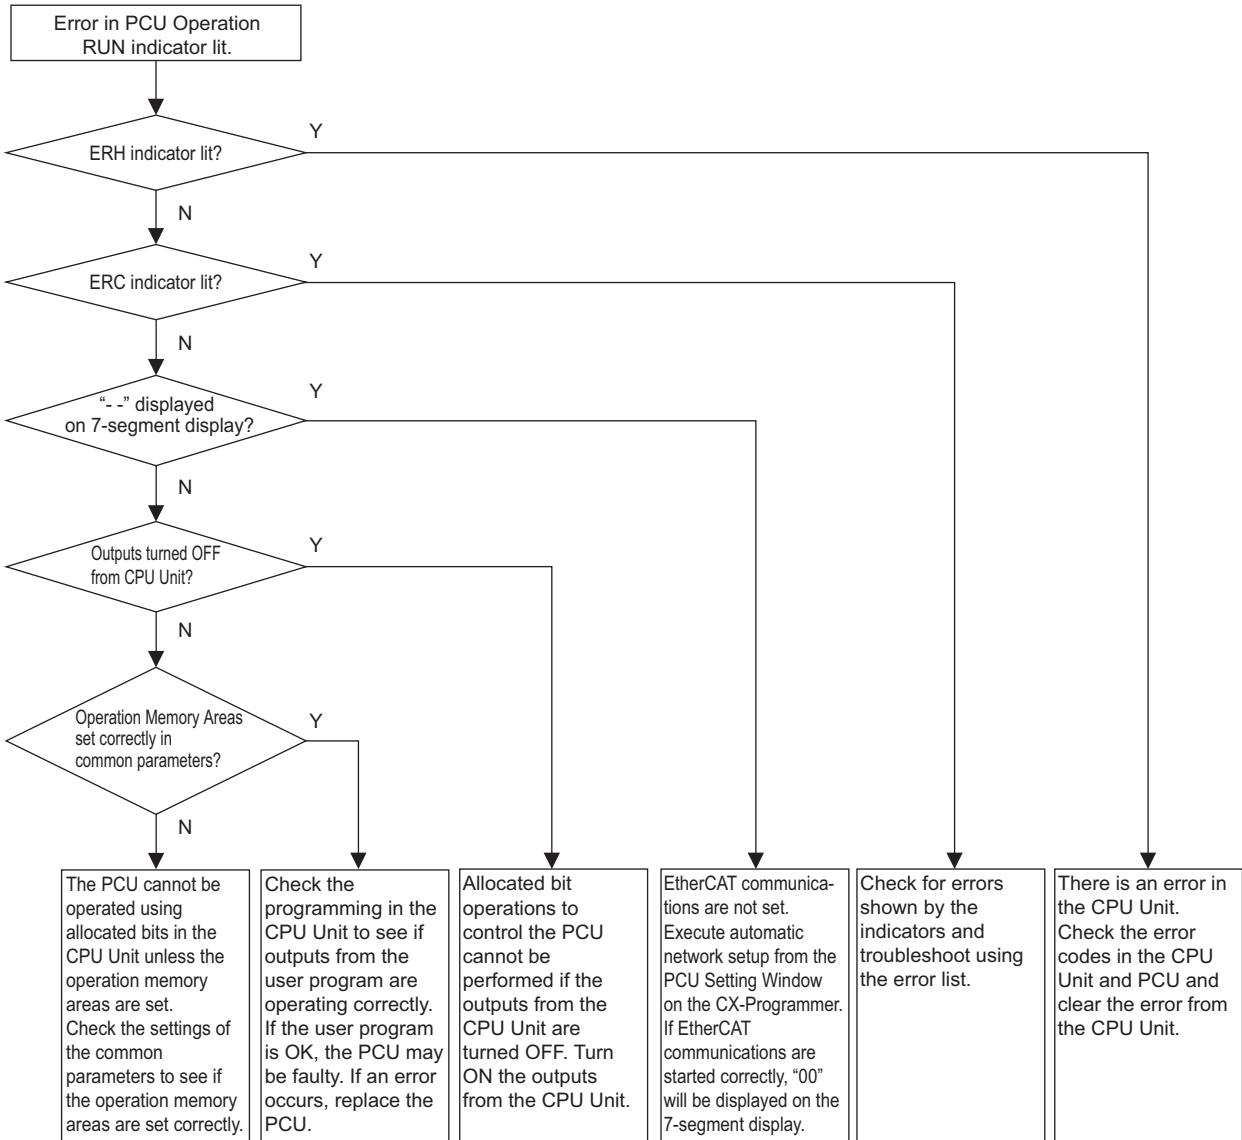 Error in PCU Operation
RUN indicator lit.
Y
ERH indicator lit?
N
Y
ERC indicator lit?
N
Y
“- -” displayed
on 7-segment display?
N
Y
Outputs turned OFF
from CPU Unit?
N
Operation Memory Areas
set correctly in
common parameters?
Y
N
The PCU cannot be
operated using
allocated bits in the
CPU Unit unless the
operation memory
areas are set.
Check the settings of
the common
parameters to see if
the operation memory
areas are set correctly.
Check the
programming in the
CPU Unit to see if
outputs from the
user program are
operating correctly.
If the user program
is OK, the PCU may
be faulty. If an error
occurs, replace the
PCU.
Allocated bit
operations to
control the PCU
cannot be
performed if the
outputs from the
CPU Unit are
turned OFF. Turn
ON the outputs
from the CPU Unit.
EtherCAT communica-
tions are not set.
Execute automatic
network setup from the
PCU Setting Window
on the CX-Programmer.
If EtherCAT
communications are
started correctly, “00”
will be displayed on the
7-segment display.
Check for errors
shown by the
indicators and
troubleshoot using
the error list.
There is an error in
the CPU Unit.
Check the error
codes in the CPU
Unit and PCU and
clear the error from
the CPU Unit.